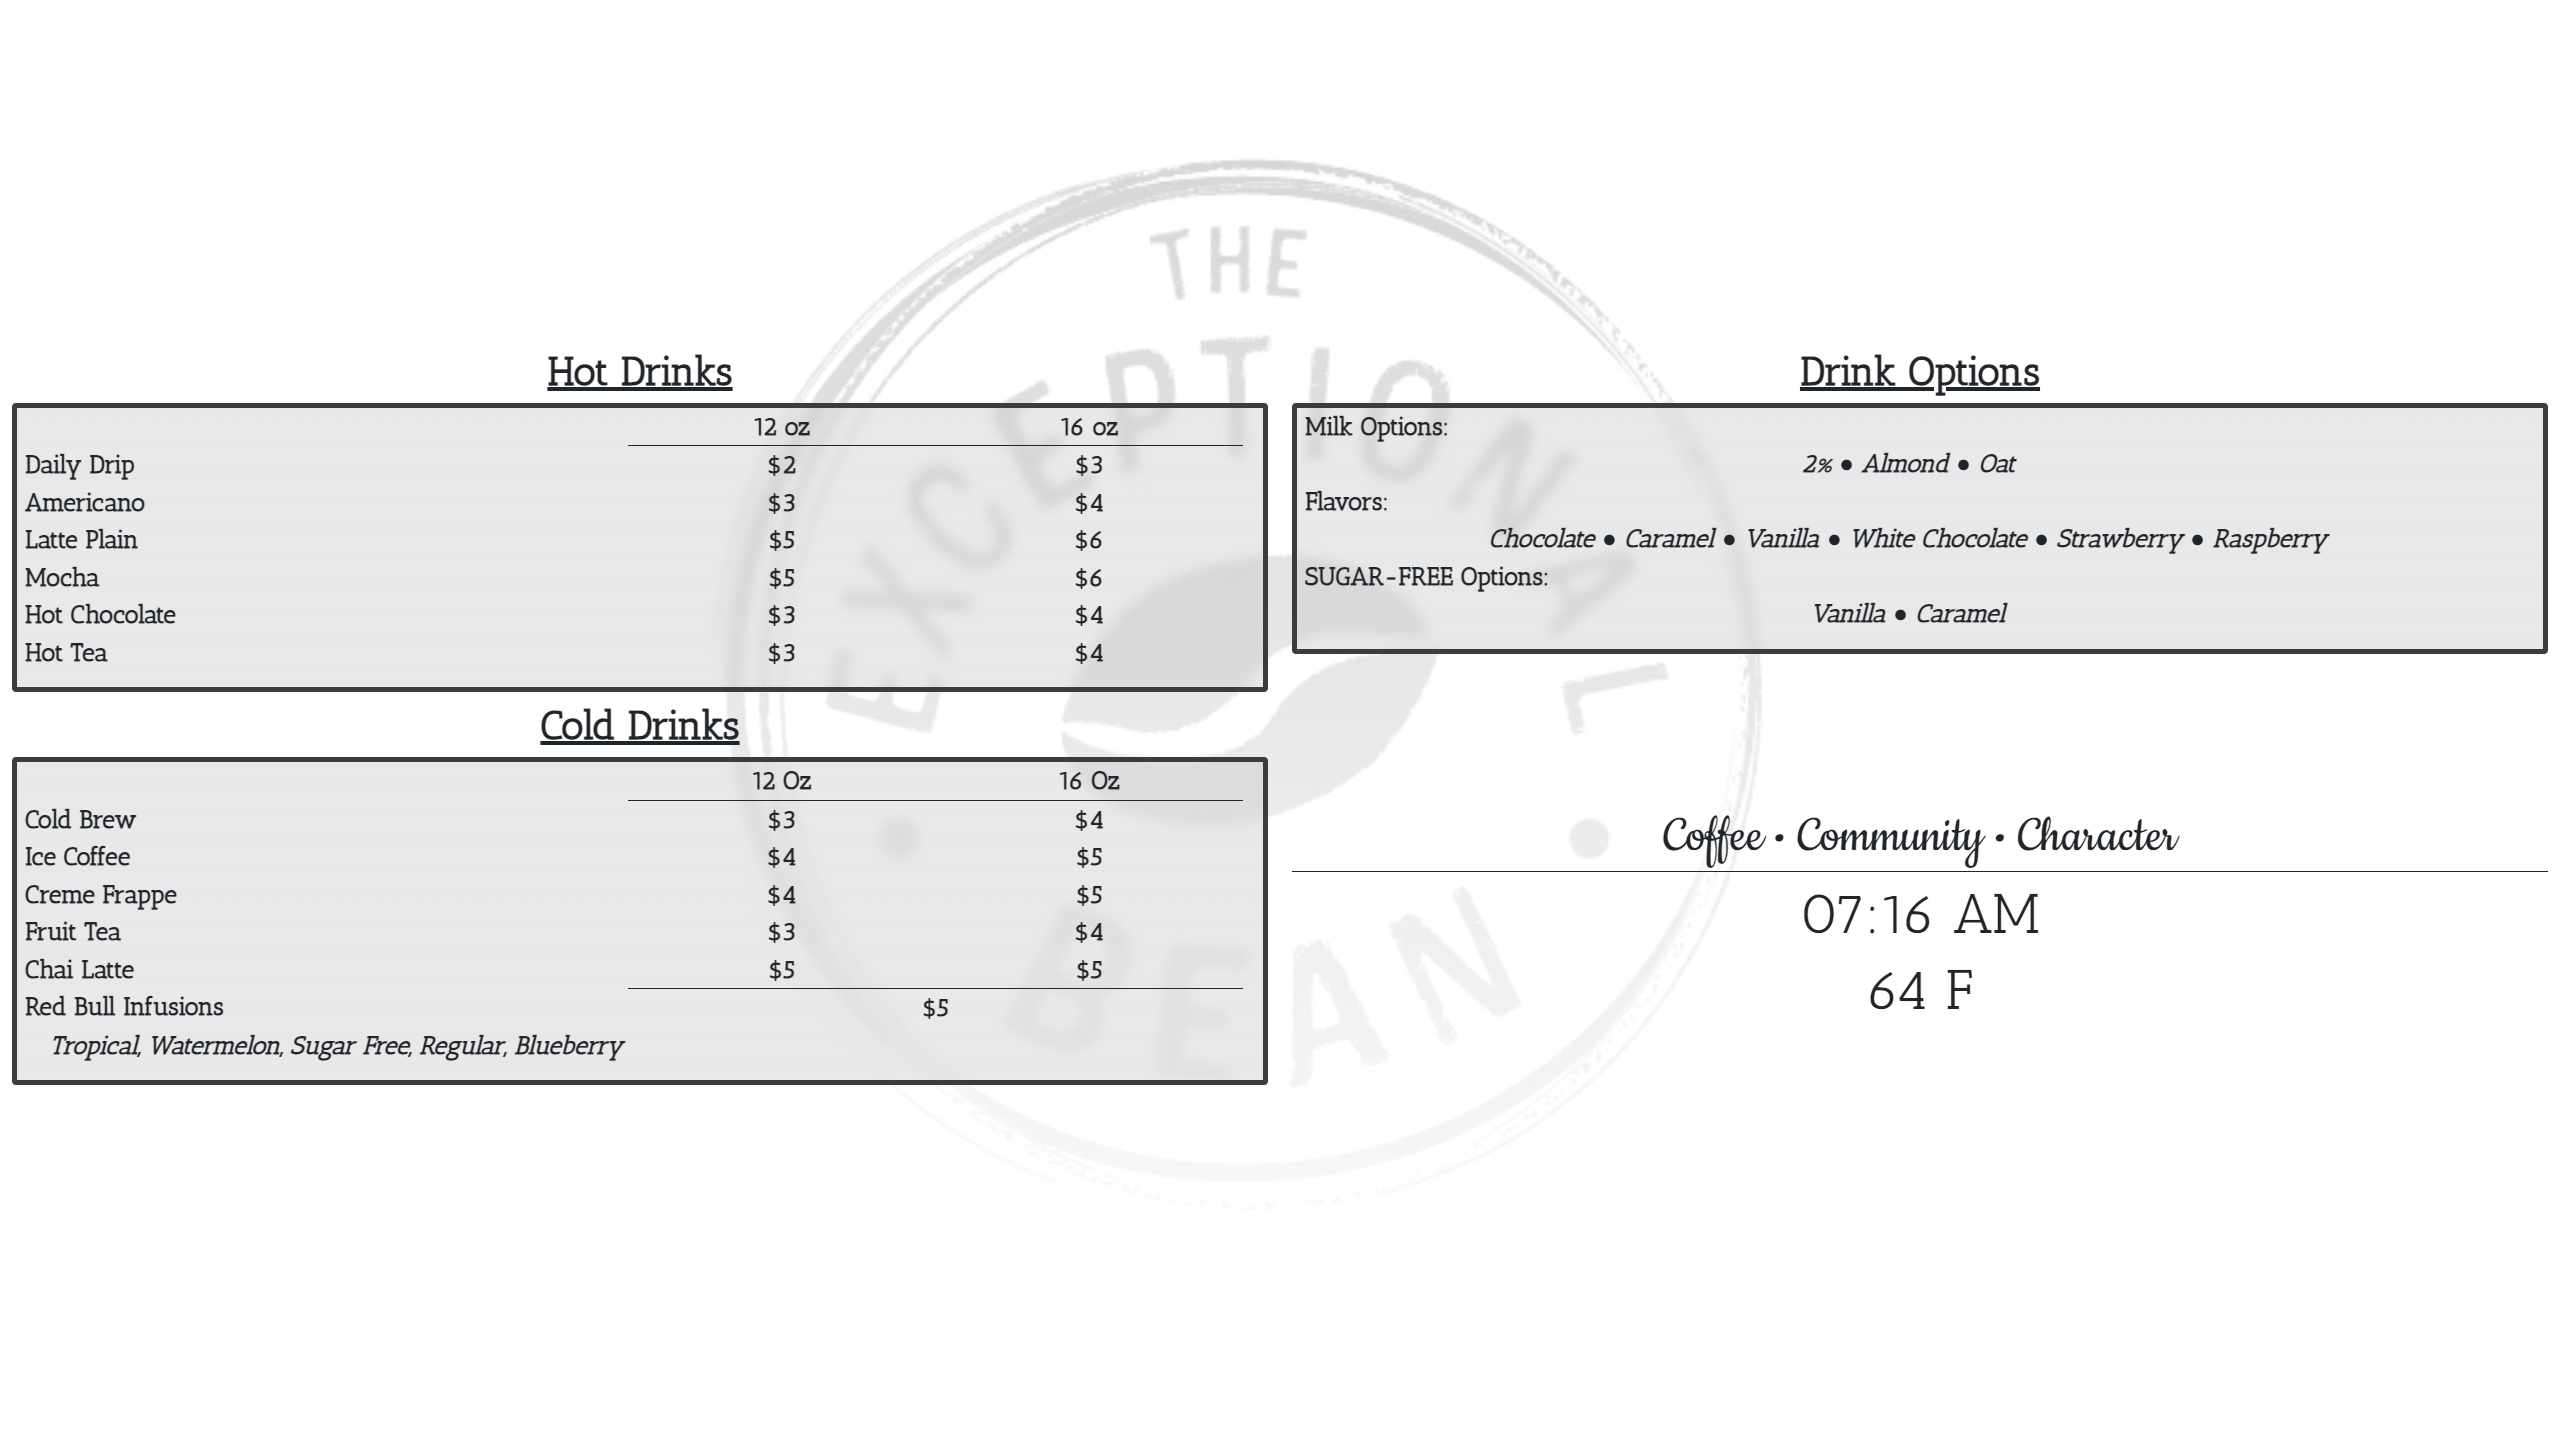 THE
EXCEPTIONAL
BEAN
Hot Drinks
12 oz 16 oz
Daily Drip $2 $3
Americano $3 $4
Latte Plain $5 $6
Mocha $5 $6
Hot Chocolate $3 $4
Hot Tea $3 $4
Cold Drinks
12 Oz 16 Oz
Cold Brew $3 $4
Ice Coffee $4 $5
Creme Frappe $4 $5
Fruit Tea $3 $4
Chai Latte $5 $5
Red Bull Infusions $5
Tropical, Watermelon, Sugar Free, Regular, Blueberry
Drink Options
Milk Options:
2% • Almond • Oat
Flavors:
Chocolate • Caramel • Vanilla • White Chocolate • Strawberry • Raspberry
SUGAR-FREE Options:
Vanilla • Caramel
Coffee • Community • Character
07:16 AM
64 F